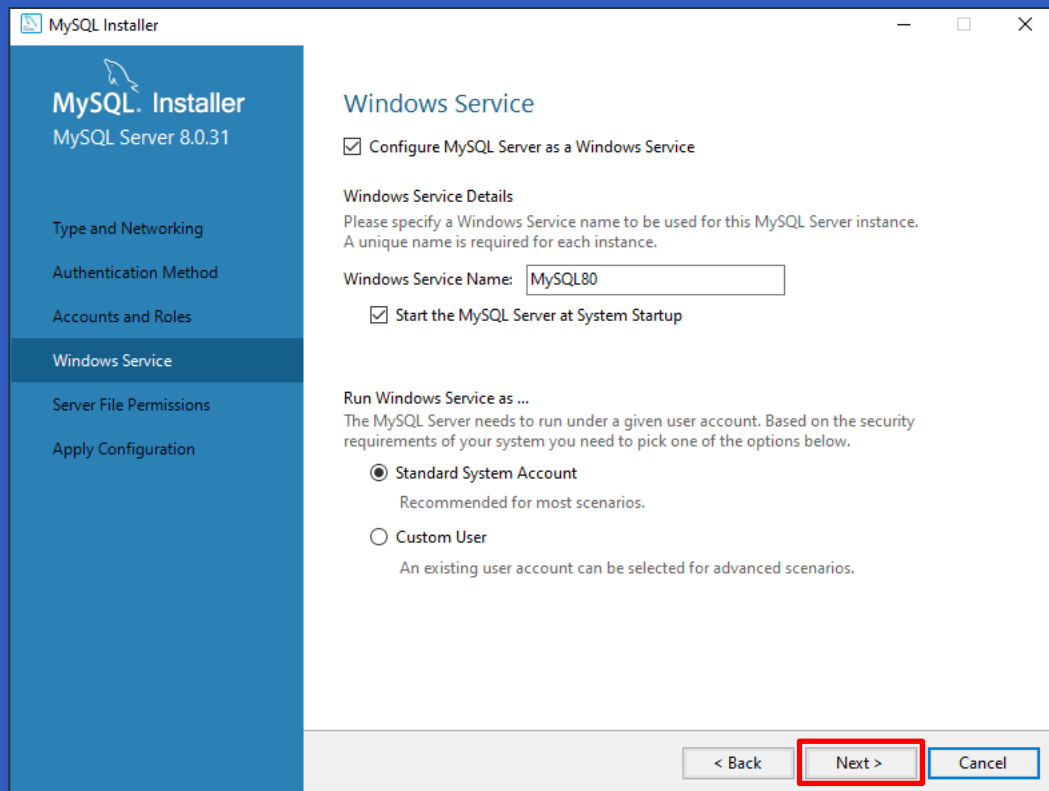 MySQL Installer
MySQL. Installer
MySQL Server 8.0.31
Type and Networking
Authentication Method
Accounts and Roles
Windows Service
Server File Permissions
Apply Configuration
Windows Service
Configure MySQL Server as a Windows Service
Windows Service Details
Please specify a Windows Service name to be used for this MySQL Server instance.
A unique name is required for each instance.
Windows Service Name: MySQL80
Start the MySQL Server at System Startup
Run Windows Service as ...
The MySQL Server needs to run under a given user account. Based on the security
requirements of your system you need to pick one of the options below.
Standard System Account
Recommended for most scenarios.
Custom User
An existing user account can be selected for advanced scenarios.
< Back Next > Cancel